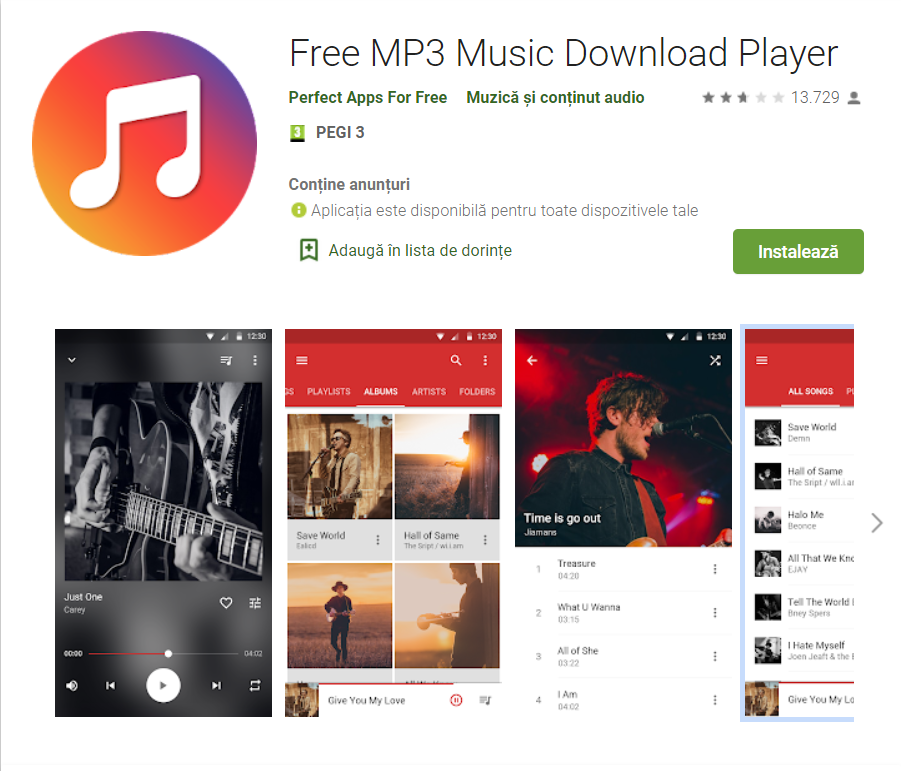 Free MP3 Music Download Player
Perfect Apps For Free Muzică și conținut audio 13.729
3 PEGI 3
Conține anunțuri
Aplicația este disponibilă pentru toate dispozitivele tale
Adaugă în lista de dorințe
Instalează
12:30
Just One
Carey
00:00 04:02
12:30
GS PLAYLISTS ALBUMS ARTISTS FOLDERS
Save World
Hall of Same
The Sript / wi.i.am
Give You My Love
12:30
Time is go out
Jiamans
1 Treasure
04:20
2 What U Wanna
03:15
3 All of She
03:22
4 I Am
04:02
ALL SONGS
Save World
Demn
Hall of Same
The Sript / will.i.am
Halo Me
Beonce
All That We Kno
EJAY
Tell The World
Bney Spers
I Hate Myself
Joen Jeaft & the
Give You My Love